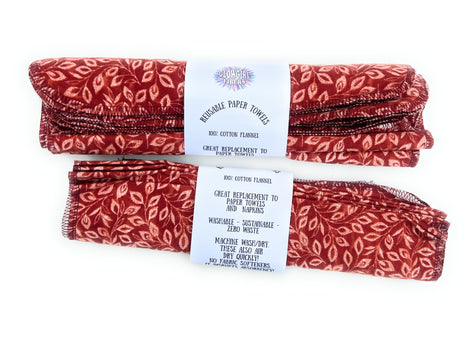 REUSABLE PAPER TOWELS
100% COTTON FLANNEL
GREAT REPLACEMENT TO
PAPER TOWELS
100% COTTON FLANNEL
GREAT REPLACEMENT TO
PAPER TOWELS
AND NAPKINS
WASHABLE - SUSTAINABLE -
ZERO WASTE
MACHINE WASH/DRY.
THESE ALSO AIR
DRY QUICKLY!
NO FABRIC SOFTENERS,